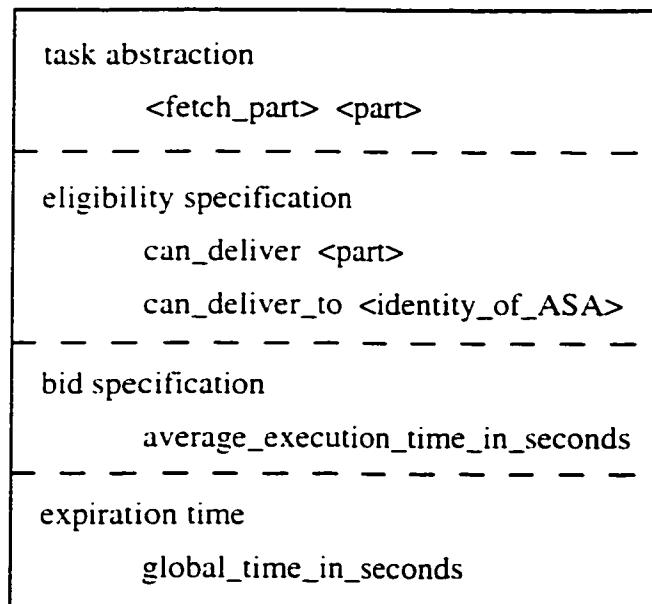 task abstraction
<fetch_part> <part>
eligibility specification
can_deliver <part>
can_deliver_to <identity_of_ASA>
bid specification
average_execution_time_in_seconds
expiration time
global_time_in_seconds